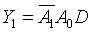 Y₁ = A̅₁A₀D